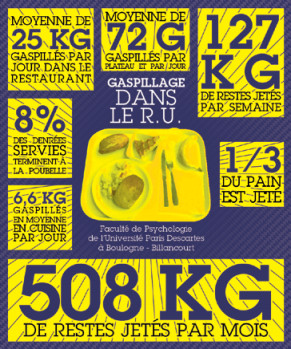 MOYENNE DE
25 KG
GASPILLÉS PAR
JOUR DANS LE
RESTAURANT
MOYENNE DE
72 G
GASPILLÉS PAR
PLATEAU ET PAR JOUR
127
KG
DE RESTES JETÉS
PAR SEMAINE
GASPILLAGE
DANS
LE R.U.
8%
DES DENRÉES
SERVIES
TERMINENT À
LA POUBELLE
1/3
DU PAIN
EST JETÉ
6,6 KG
GASPILLÉS
EN MOYENNE
EN CUISINE
PAR JOUR
Faculté de Psychologie
de l'Université Paris Descartes
à Boulogne - Billancourt
508 KG
DE RESTES JETÉS PAR MOIS